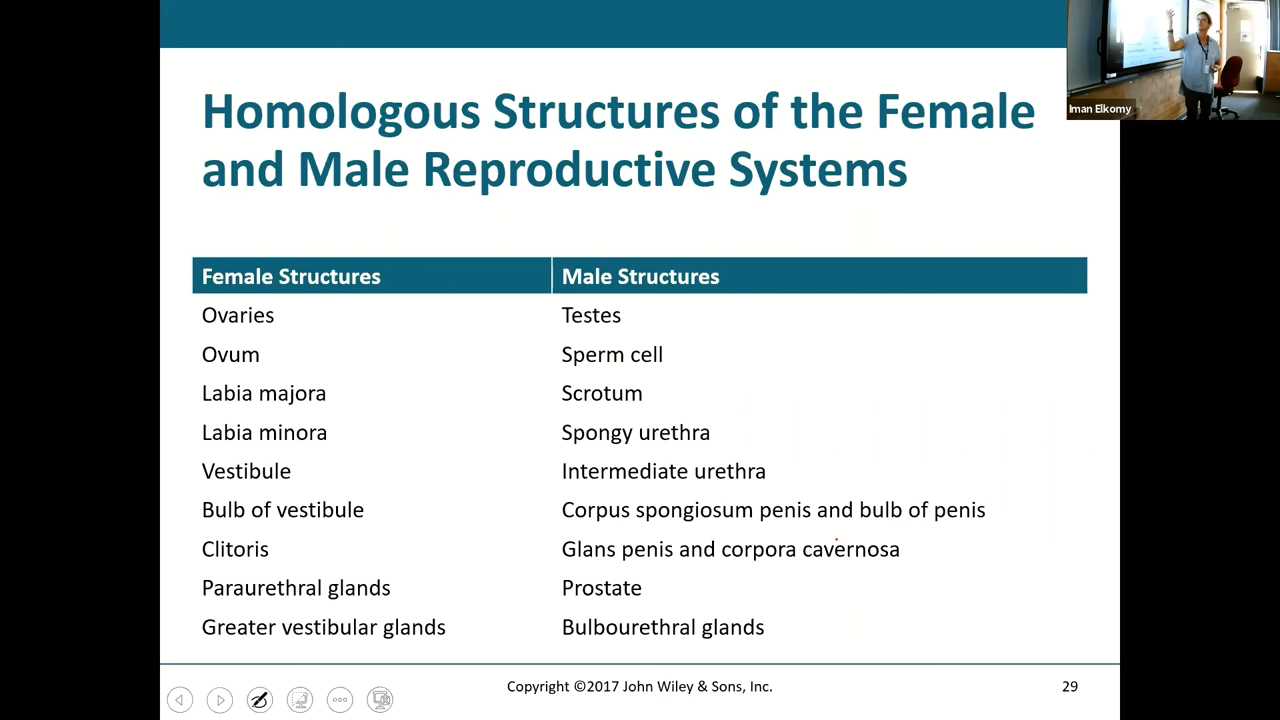 Iman Elkomy
Homologous Structures of the Female
and Male Reproductive Systems
Female Structures Male Structures
Ovaries Testes
Ovum Sperm cell
Labia majora Scrotum
Labia minora Spongy urethra
Vestibule Intermediate urethra
Bulb of vestibule Corpus spongiosum penis and bulb of penis
Clitoris Glans penis and corpora cavernosa
Paraurethral glands Prostate
Greater vestibular glands Bulbourethral glands
Copyright ©2017 John Wiley & Sons, Inc. 29